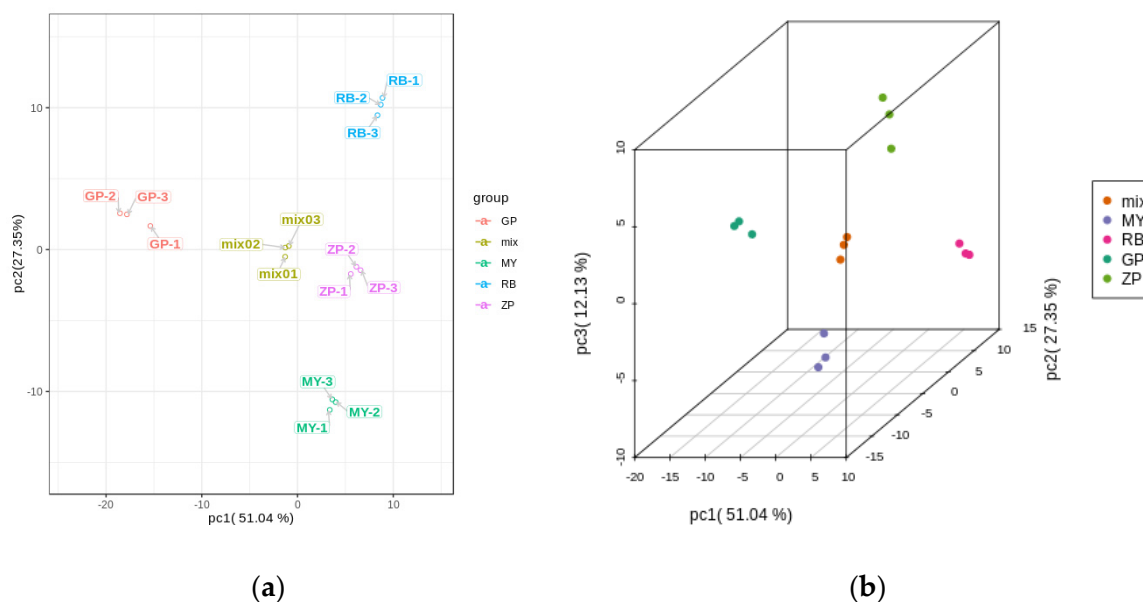 RB-1
RB-2
RB-3
GP-2
GP-3
GP-1
mix03
mix02
mix01
ZP-2
ZP-1
ZP-3
MY-3
MY-2
MY-1
10
0
-10
pc2(27.35%)
-20
-10
0
10
pc1( 51.04 %)
group
a GP
a mix
a MY
a RB
a ZP
(a)
10
5
0
-5
-10
pc3( 12.13 %)
-20
-15
-10
-5
0
5
10
pc1( 51.04 %)
15
10
5
0
-5
-10
-15
pc2( 27.35 %)
mix
MY
RB
GP
ZP
(b)